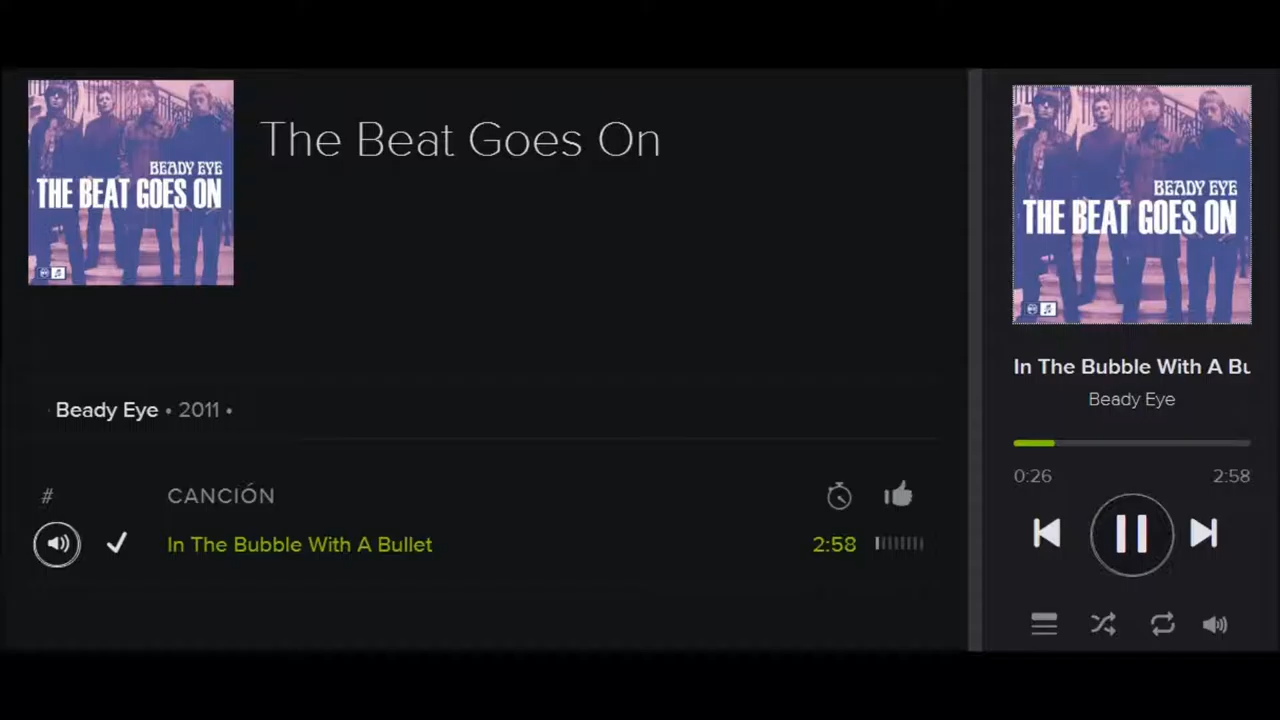 BEADY EYE
THE BEAT GOES ON
The Beat Goes On
Beady Eye • 2011 •
# CANCIÓN
In The Bubble With A Bullet 2:58
BEADY EYE
THE BEAT GOES ON
In The Bubble With A Bu
Beady Eye
0:26 2:58